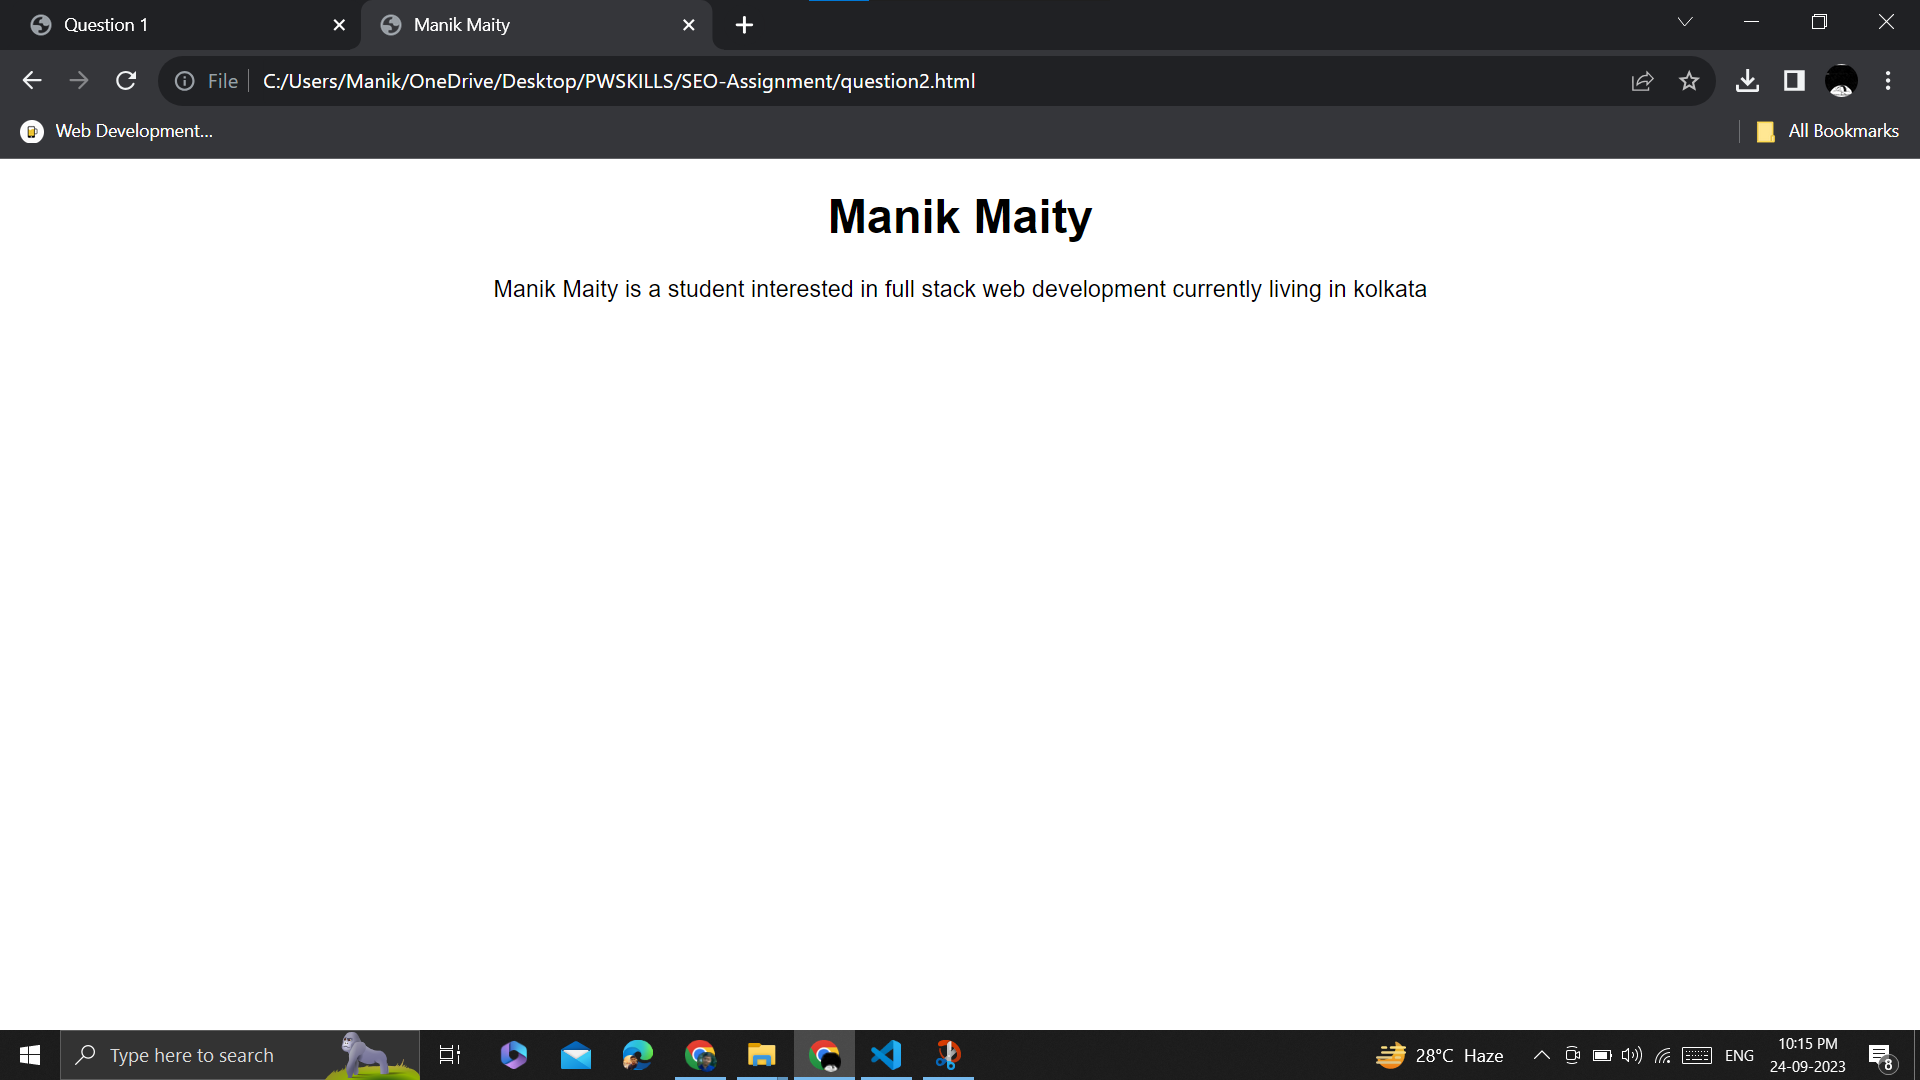 Question 1
Manik Maity
File
C:/Users/Manik/OneDrive/Desktop/PWSKILLS/SEO-Assignment/question2.html
Web Development...
All Bookmarks
Manik Maity
Manik Maity is a student interested in full stack web development currently living in kolkata
Type here to search
28°C Haze
ENG
10:15 PM
24-09-2023
8